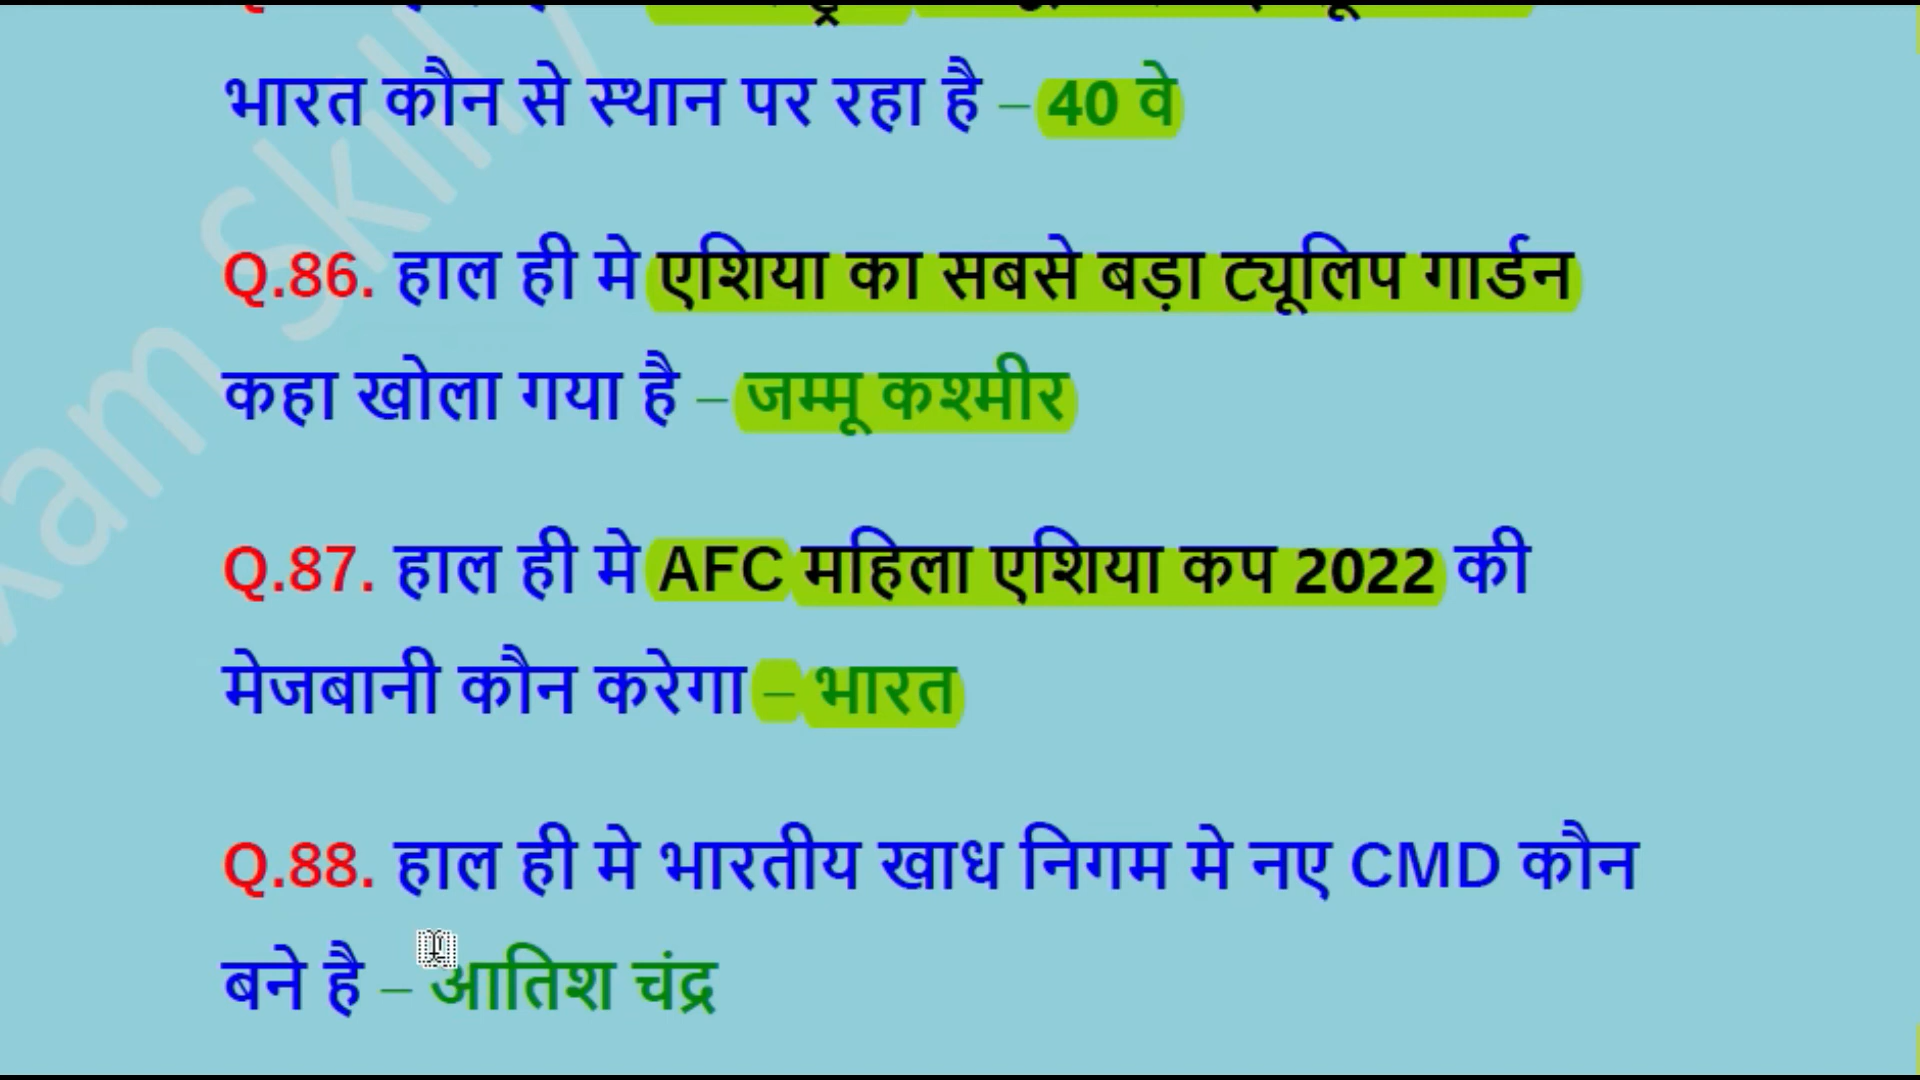 भारत कौन से स्थान पर रहा है – 40 वे
Q.86. हाल ही मे एशिया का सबसे बड़ा ट्यूलिप गार्डन
कहा खोला गया है – जम्मू कश्मीर
Q.87. हाल ही मे AFC महिला एशिया कप 2022 की
मेजबानी कौन करेगा – भारत
Q.88. हाल ही मे भारतीय खाध निगम मे नए CMD कौन
बने है – आतिश चंद्र